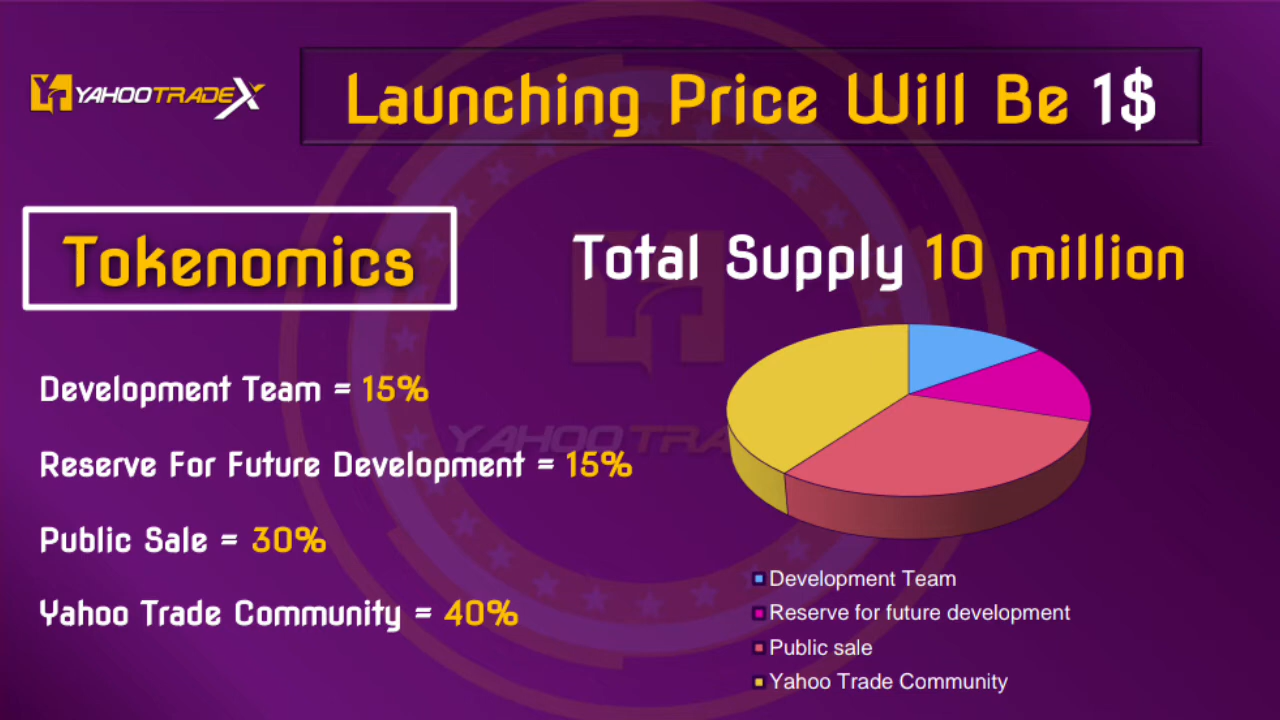 YAHOOTRADEX
Launching Price Will Be 1$
Tokenomics
Total Supply 10 million
Development Team = 15%
Reserve For Future Development = 15%
Public Sale = 30%
Yahoo Trade Community = 40%
YAHOOTRA
Development Team
Reserve for future development
Public sale
Yahoo Trade Community